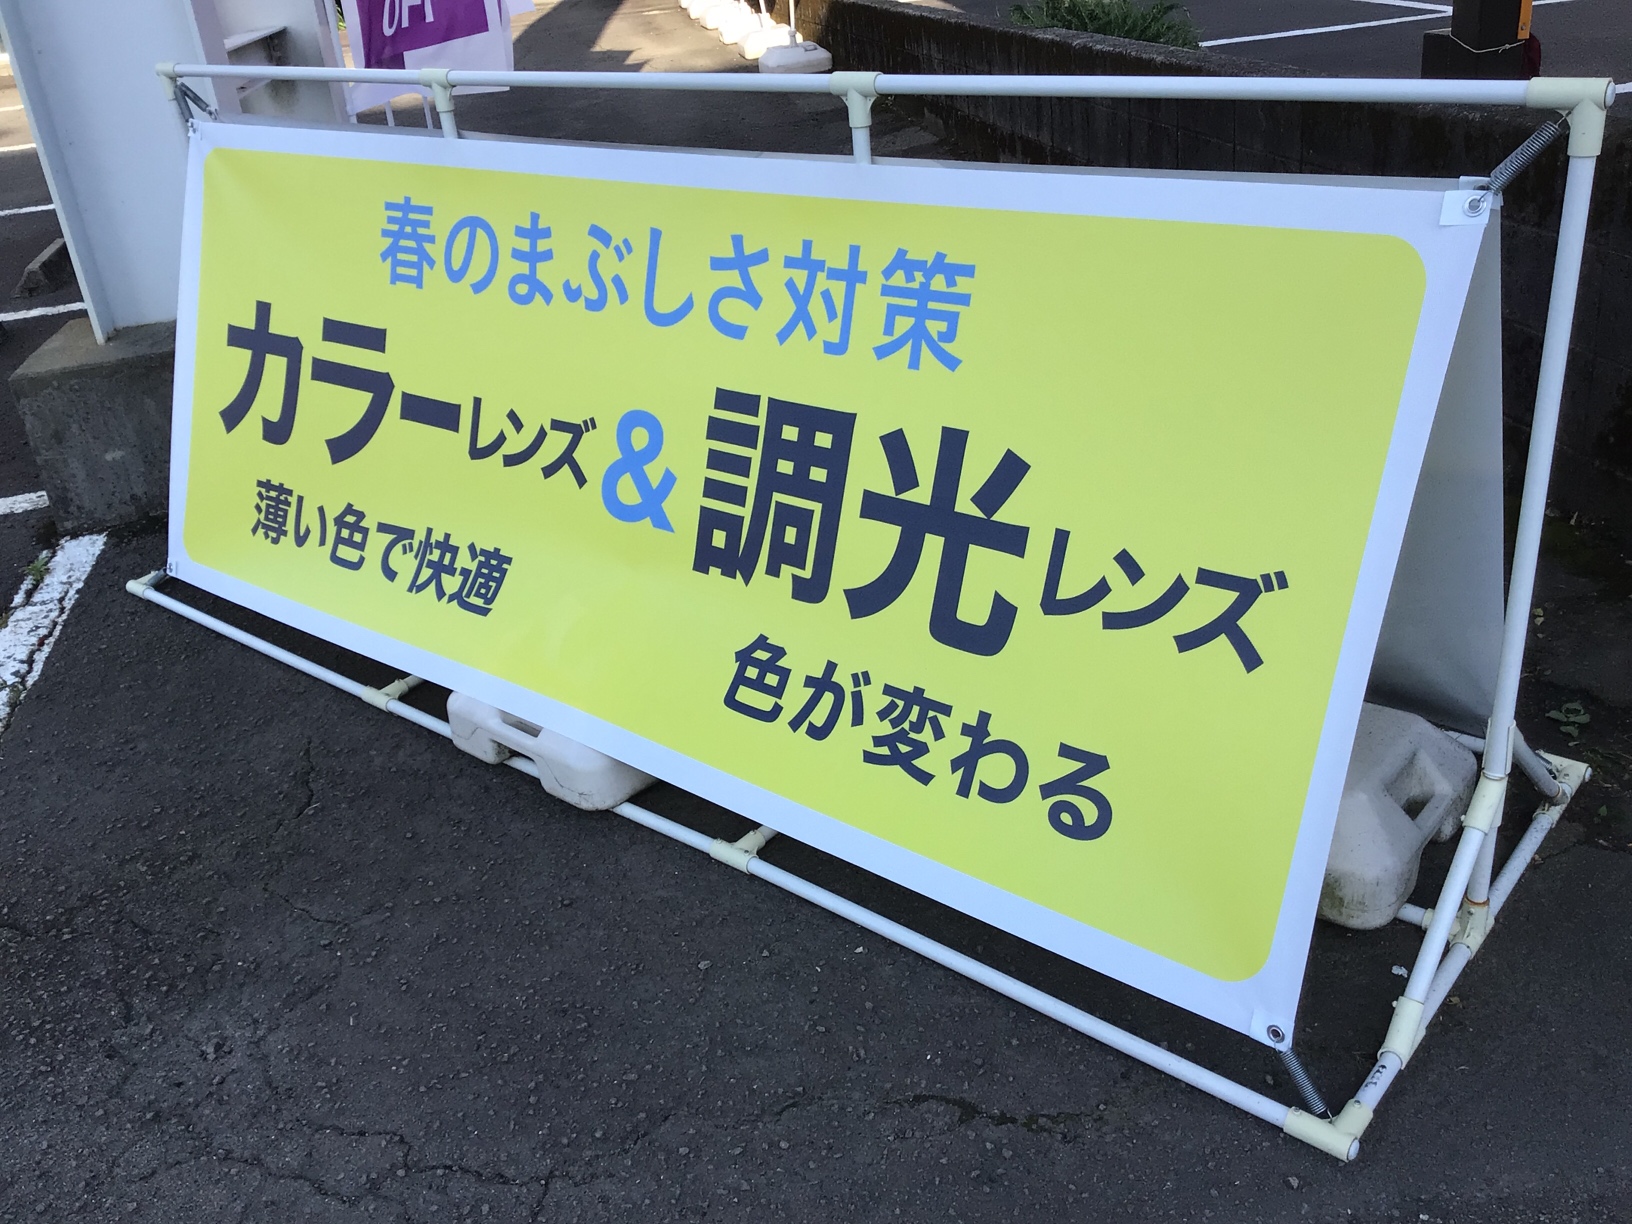 OFF
春のまぶしさ対策
カラーレンズ&調光レンズ
薄い色で快適
色が変わる